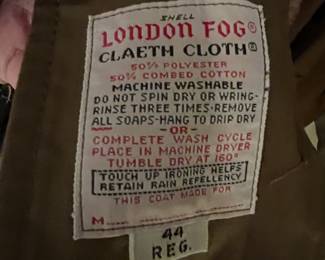 SHELL
LONDON FOG®
CLAETH CLOTH®
50% POLYESTER
50% COMBED COTTON
MACHINE WASHABLE
DO NOT SPIN DRY OR WRING-
RINSE THREE TIMES-REMOVE
ALL SOAPS-HANG TO DRIP DRY
-OR-
COMPLETE WASH CYCLE
PLACE IN MACHINE DRYER
TUMBLE DRY AT 160°
TOUCH UP IRONING HELPS
RETAIN RAIN REPELLENCY
THIS COAT MADE FOR
M
44
REG.